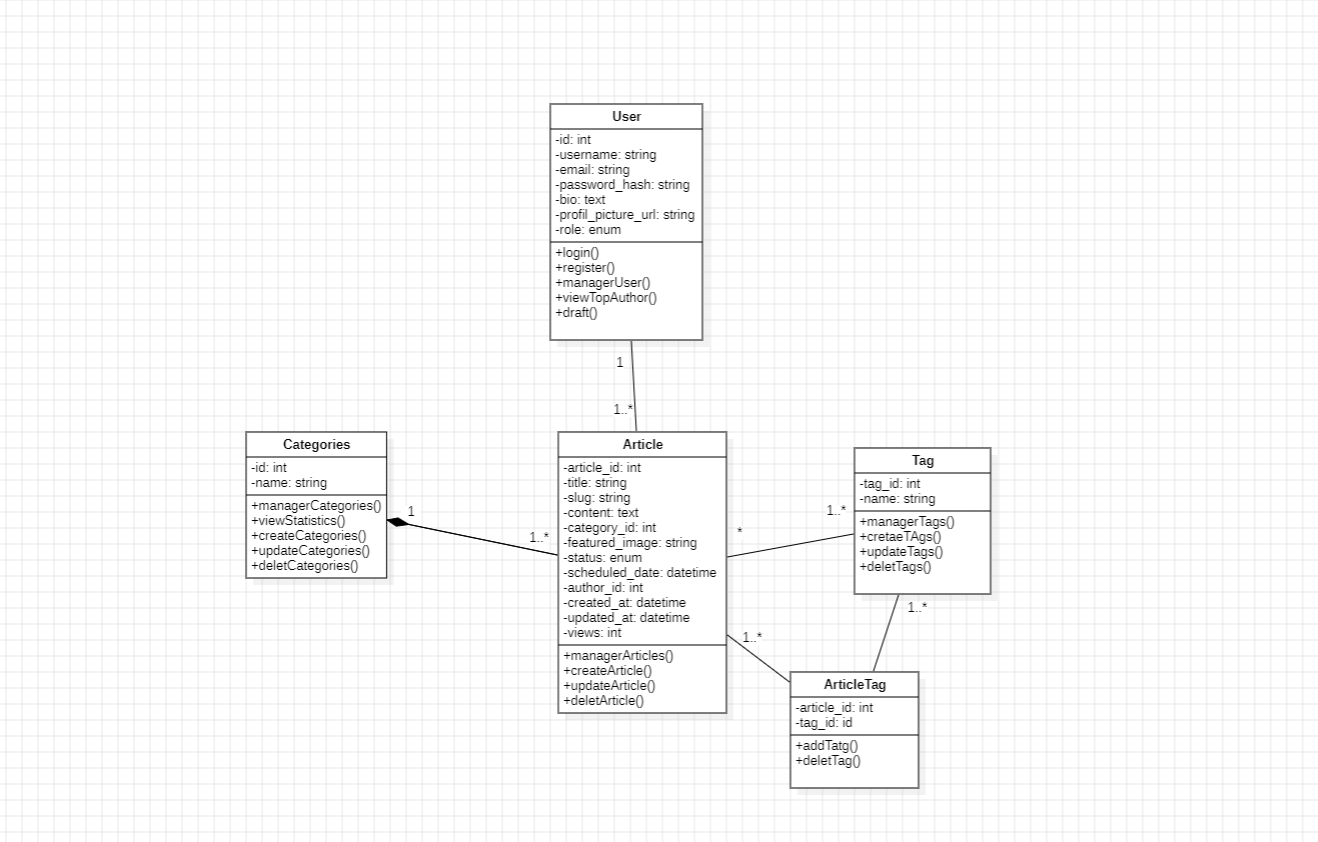 User
-id: int
-username: string
-email: string
-password_hash: string
-bio: text
-profil_picture_url: string
-role: enum
+login()
+register()
+managerUser()
+viewTopAuthor()
+draft()
1
1..*
Categories
-id: int
-name: string
+managerCategories()
+viewStatistics()
+createCategories()
+updateCategories()
+deletCategories()
1
1..*
Article
-article_id: int
-title: string
-slug: string
-content: text
-category_id: int
-featured_image: string
-status: enum
-scheduled_date: datetime
-author_id: int
-created_at: datetime
-updated_at: datetime
-views: int
+managerArticles()
+createArticle()
+updateArticle()
+deletArticle()
*
1..*
Tag
-tag_id: int
-name: string
+managerTags()
+cretaeTAgs()
+updateTags()
+deletTags()
1..*
1..*
ArticleTag
-article_id: int
-tag_id: id
+addTatg()
+deletTag()